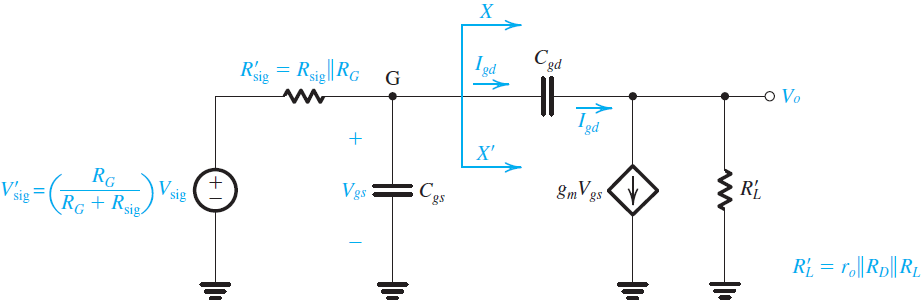 X
R'sig = Rsig||RG
G
Igd
Cgd
Vo
Igd
+
X'
V'sig = (RG / (RG + Rsig)) Vsig
+
−
Vgs
Cgs
gmVgs
R'L
−
R'L = ro||RD||RL